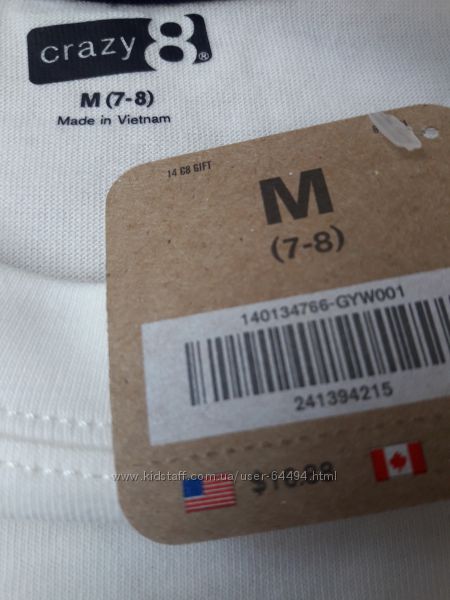 crazy 8®
M (7-8)
Made in Vietnam
14 C8 GIFT
M
(7-8)
140134766-GYW001
241394215
www.kidstaff.com.ua/user-64494.html